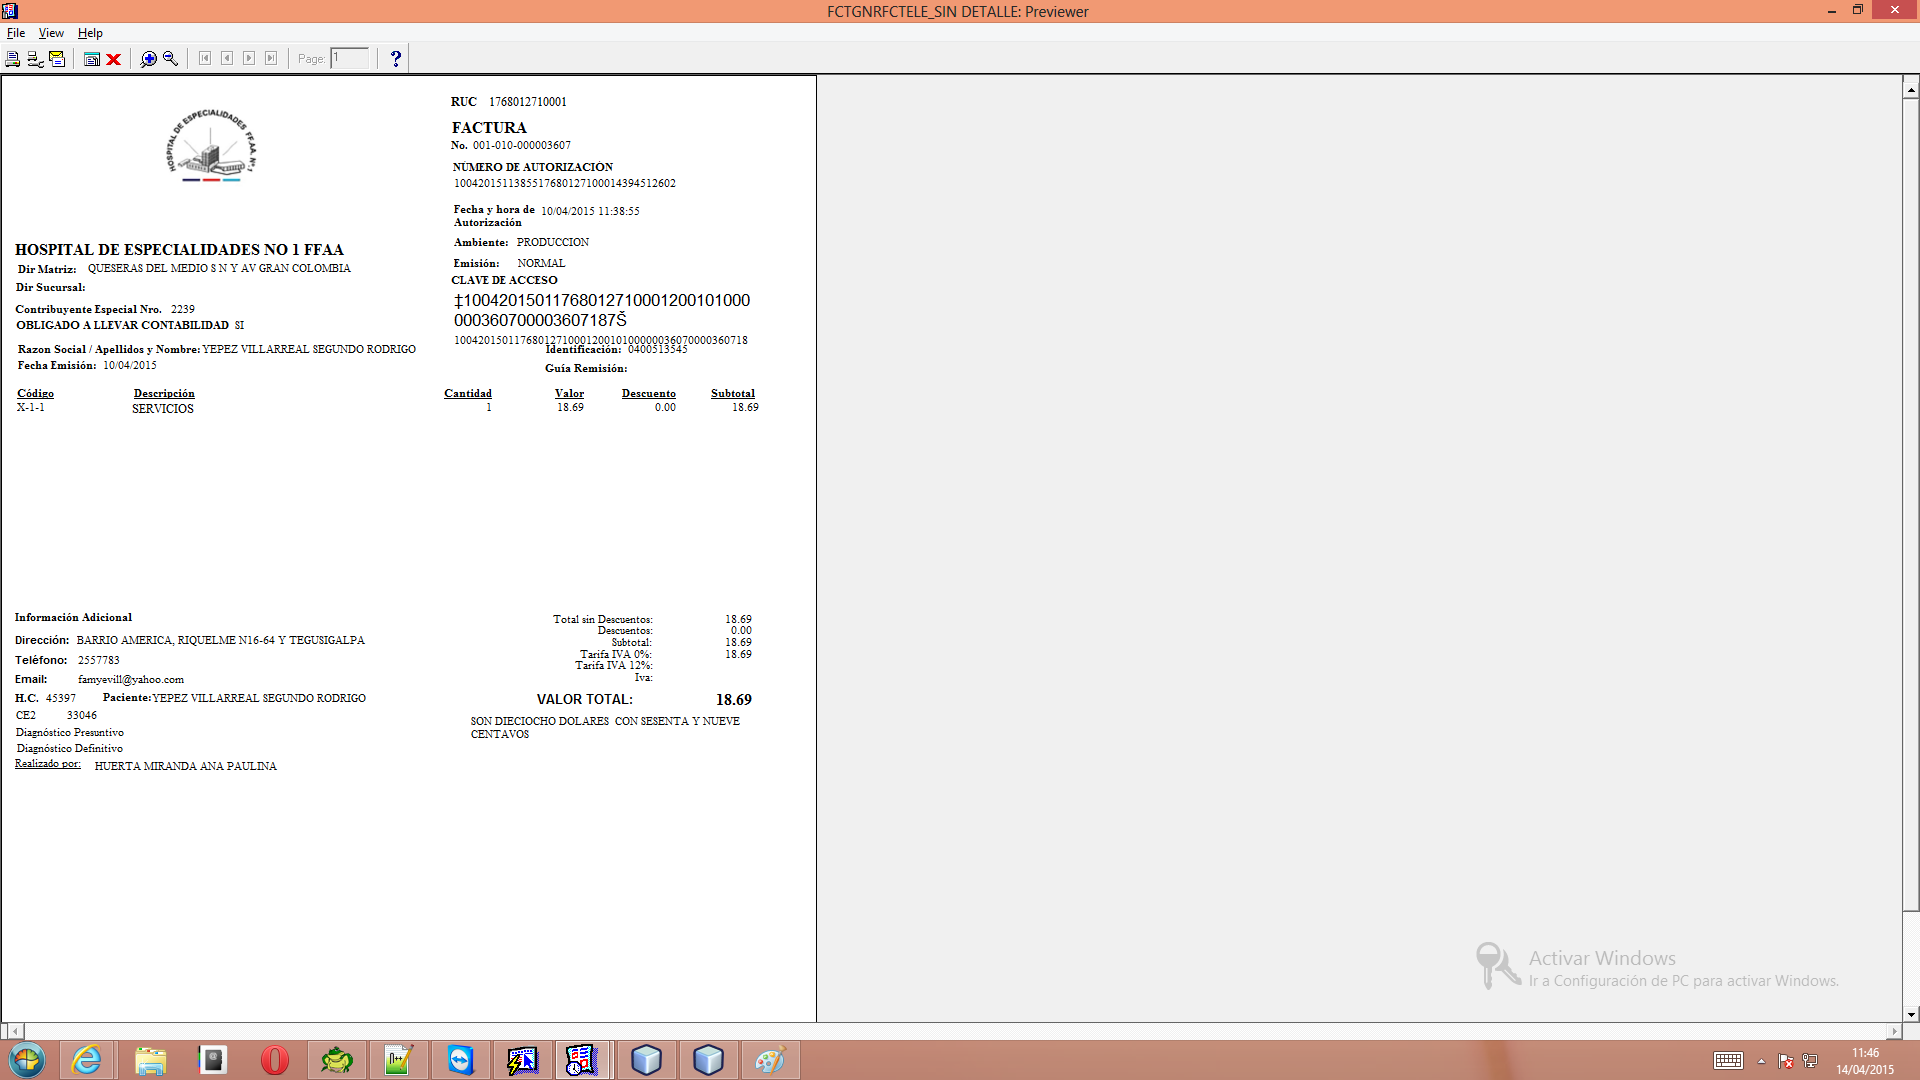 FCTGNRFCTELE_SIN DETALLE: Previewer
File View Help
Page: 1
HOSPITAL DE ESPECIALIDADES FF.AA. N°.1
RUC 1768012710001
FACTURA
No. 001-010-000003607
NÚMERO DE AUTORIZACIÓN
1004201511385517680127100014394512602
Fecha y hora de Autorización 10/04/2015 11:38:55
Ambiente: PRODUCCION
Emisión: NORMAL
CLAVE DE ACCESO
‡100420150117680127100012001010000003607000036071 87Š
1004201501176801271000120010100000036070000360718
HOSPITAL DE ESPECIALIDADES NO 1 FFAA
Dir Matriz: QUESERAS DEL MEDIO S N Y AV GRAN COLOMBIA
Dir Sucursal:
Contribuyente Especial Nro. 2239
OBLIGADO A LLEVAR CONTABILIDAD SI
Razon Social / Apellidos y Nombre: YEPEZ VILLARREAL SEGUNDO RODRIGO Identificación: 0400513545
Fecha Emisión: 10/04/2015 Guía Remisión:
Código Descripción Cantidad Valor Descuento Subtotal
X-1-1 SERVICIOS 1 18.69 0.00 18.69
Información Adicional
Dirección: BARRIO AMERICA, RIQUELME N16-64 Y TEGUSIGALPA
Teléfono: 2557783
Email: famyevill@yahoo.com
H.C. 45397 Paciente: YEPEZ VILLARREAL SEGUNDO RODRIGO
CE2 33046
Diagnóstico Presuntivo
Diagnóstico Definitivo
Realizado por: HUERTA MIRANDA ANA PAULINA
Total sin Descuentos: 18.69
Descuentos: 0.00
Subtotal: 18.69
Tarifa IVA 0%: 18.69
Tarifa IVA 12%:
Iva:
VALOR TOTAL: 18.69
SON DIECIOCHO DOLARES CON SESENTA Y NUEVE
CENTAVOS
Activar Windows
Ir a Configuración de PC para activar Windows.
11:46
14/04/2015